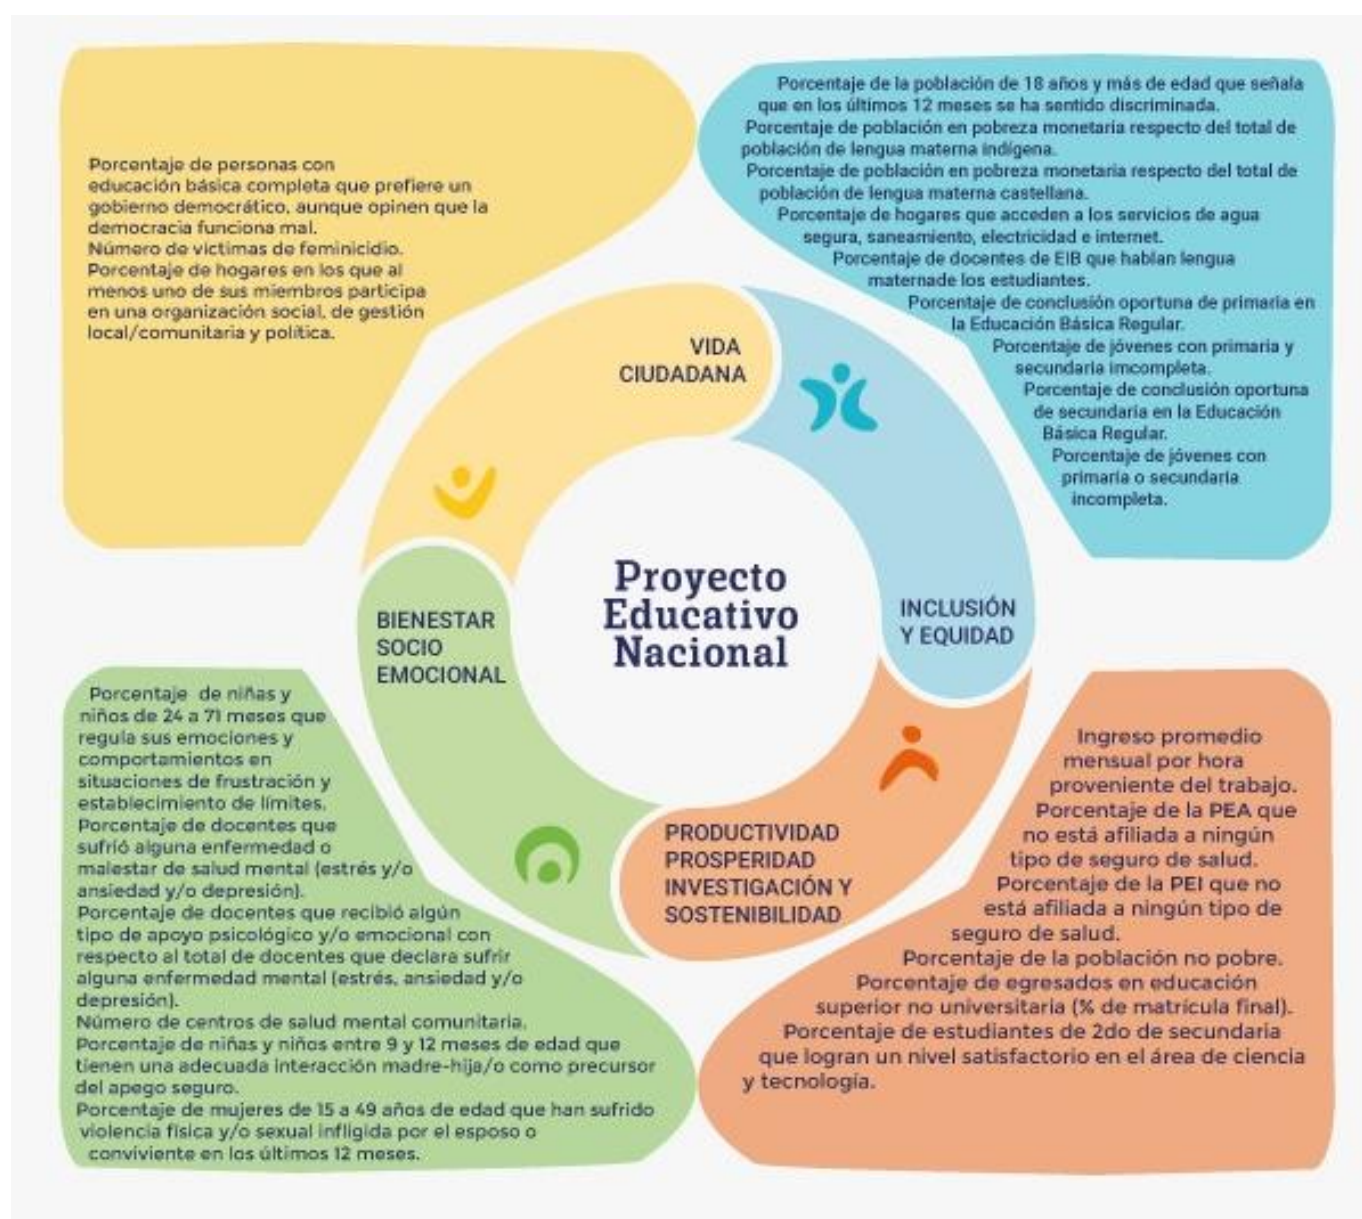 Porcentaje de personas con
educación básica completa que prefiere un
gobierno democrático, aunque opinen que la
democracia funciona mal.
Número de víctimas de feminicidio.
Porcentaje de hogares en los que al
menos uno de sus miembros participa
en una organización social, de gestión
local/comunitaria y política.
Porcentaje de la población de 18 años y más de edad que señala
que en los últimos 12 meses se ha sentido discriminada.
Porcentaje de población en pobreza monetaria respecto del total de
población de lengua materna indígena.
Porcentaje de población en pobreza monetaria respecto del total de
población de lengua materna castellana.
Porcentaje de hogares que acceden a los servicios de agua
segura, saneamiento, electricidad e internet.
Porcentaje de docentes de EIB que hablan lengua
maternade los estudiantes.
Porcentaje de conclusión oportuna de primaria en
la Educación Básica Regular.
Porcentaje de jóvenes con primaria y
secundaria imcompleta.
Porcentaje de conclusión oportuna
de secundaria en la Educación
Básica Regular.
Porcentaje de jóvenes con
primaria o secundaria
incompleta.
VIDA
CIUDADANA
INCLUSIÓN
Y EQUIDAD
Proyecto
Educativo
Nacional
BIENESTAR
SOCIO
EMOCIONAL
PRODUCTIVIDAD
PROSPERIDAD
INVESTIGACIÓN Y
SOSTENIBILIDAD
Porcentaje de niñas y
niños de 24 a 71 meses que
regula sus emociones y
comportamientos en
situaciones de frustración y
establecimiento de límites.
Porcentaje de docentes que
sufrió alguna enfermedad o
malestar de salud mental (estrés y/o
ansiedad y/o depresión).
Porcentaje de docentes que recibió algún
tipo de apoyo psicológico y/o emocional con
respecto al total de docentes que declara sufrir
alguna enfermedad mental (estrés, ansiedad y/o
depresión).
Número de centros de salud mental comunitaria.
Porcentaje de niñas y niños entre 9 y 12 meses de edad que
tienen una adecuada interacción madre-hija/o como precursor
del apego seguro.
Porcentaje de mujeres de 15 a 49 años de edad que han sufrido
violencia física y/o sexual infligida por el esposo o
conviviente en los últimos 12 meses.
Ingreso promedio
mensual por hora
proveniente del trabajo.
Porcentaje de la PEA que
no está afiliada a ningún
tipo de seguro de salud.
Porcentaje de la PEI que no
está afiliada a ningún tipo de
seguro de salud.
Porcentaje de la población no pobre.
Porcentaje de egresados en educación
superior no universitaria (% de matrícula final).
Porcentaje de estudiantes de 2do de secundaria
que logran un nivel satisfactorio en el área de ciencia
y tecnología.